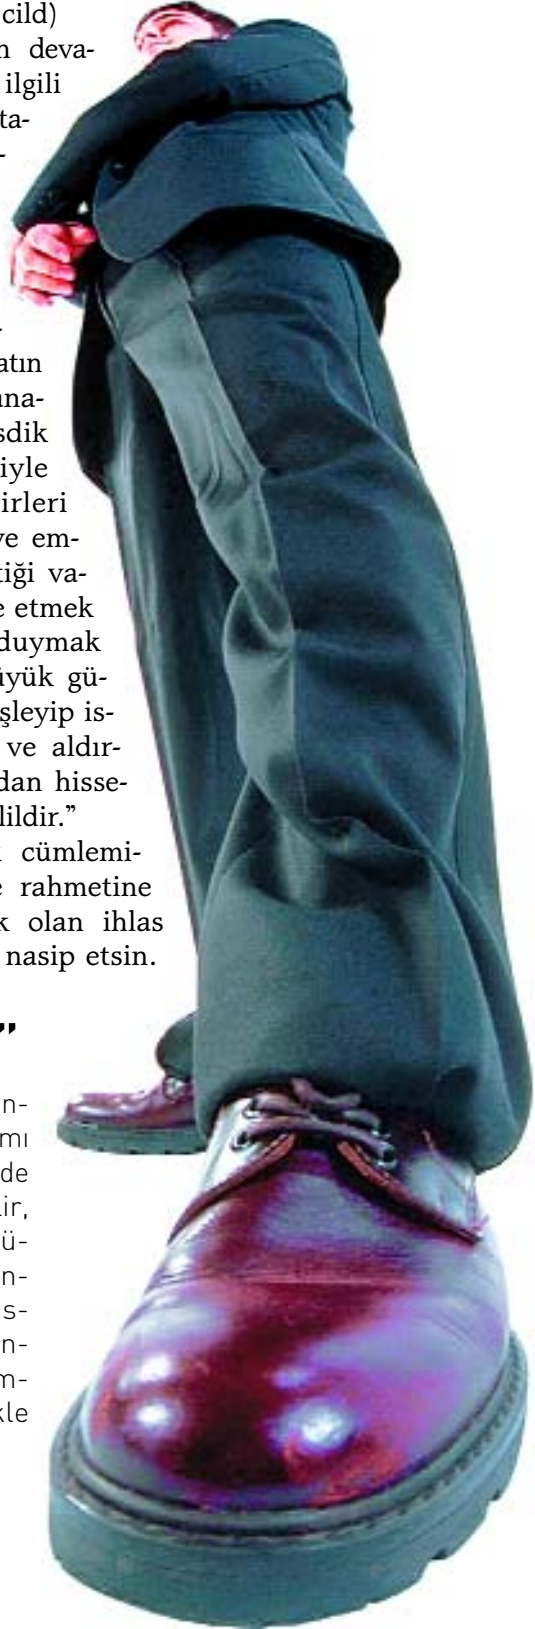 cild)
deva-
ilgili
ta-
-
-
atın
ana-
sdik
iyle
irleri
ve em-
tiği va-
e etmek
duymak
üyük gü-
şleyip is-
ve aldır-
dan hisse-
lildir.”
cümlemi-
e rahmetine
k olan ihlas
nasip etsin.
”
n-
mı
de
ir,
ü-
n-
s-
n-
m-
kle